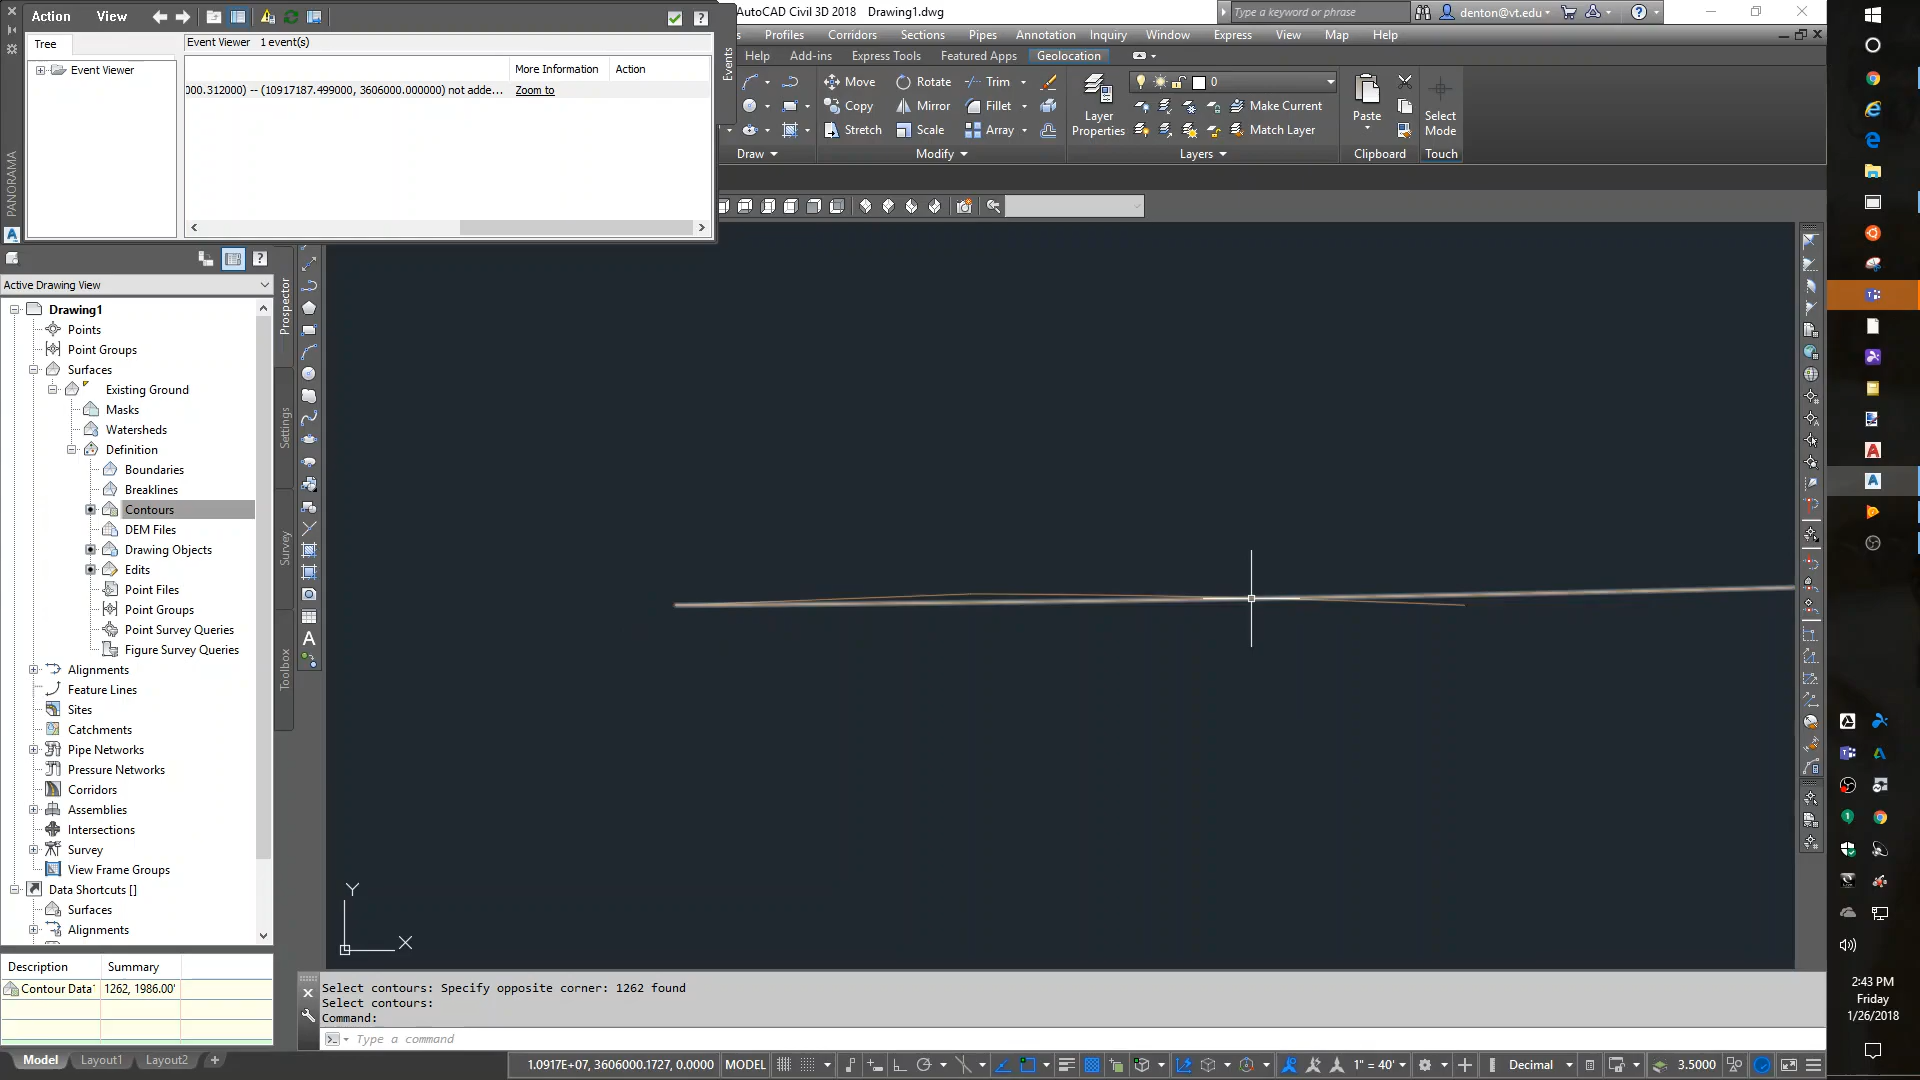 Action View
AutoCAD Civil 3D 2018 Drawing1.dwg
Type a keyword or phrase
denton@vt.edu
Profiles Corridors Sections Pipes Annotation Inquiry Window Express View Map Help
Help Add-ins Express Tools Featured Apps Geolocation
Tree
Event Viewer 1 event(s)
Event Viewer
More Information Action
000.312000) -- (10917187.499000, 3606000.000000) not adde... Zoom to
Events
PANORAMA
Move Rotate Trim
Copy Mirror Fillet
Stretch Scale Array
Draw Modify
Layer Properties
0
Make Current
Match Layer
Layers
Paste
Clipboard
Select Mode
Touch
Active Drawing View
Drawing1
Points
Point Groups
Surfaces
Existing Ground
Masks
Watersheds
Definition
Boundaries
Breaklines
Contours
DEM Files
Drawing Objects
Edits
Point Files
Point Groups
Point Survey Queries
Figure Survey Queries
Alignments
Feature Lines
Sites
Catchments
Pipe Networks
Pressure Networks
Corridors
Assemblies
Intersections
Survey
View Frame Groups
Data Shortcuts []
Surfaces
Alignments
Prospector
Settings
Survey
Toolbox
Description Summary
Contour Data 1262, 1986.00'
Y
X
Select contours: Specify opposite corner: 1262 found
Select contours:
Command:
Type a command
Model Layout1 Layout2 +
1.0917E+07, 3606000.1727, 0.0000 MODEL
1" = 40'
Decimal
3.5000
2:43 PM
Friday
1/26/2018